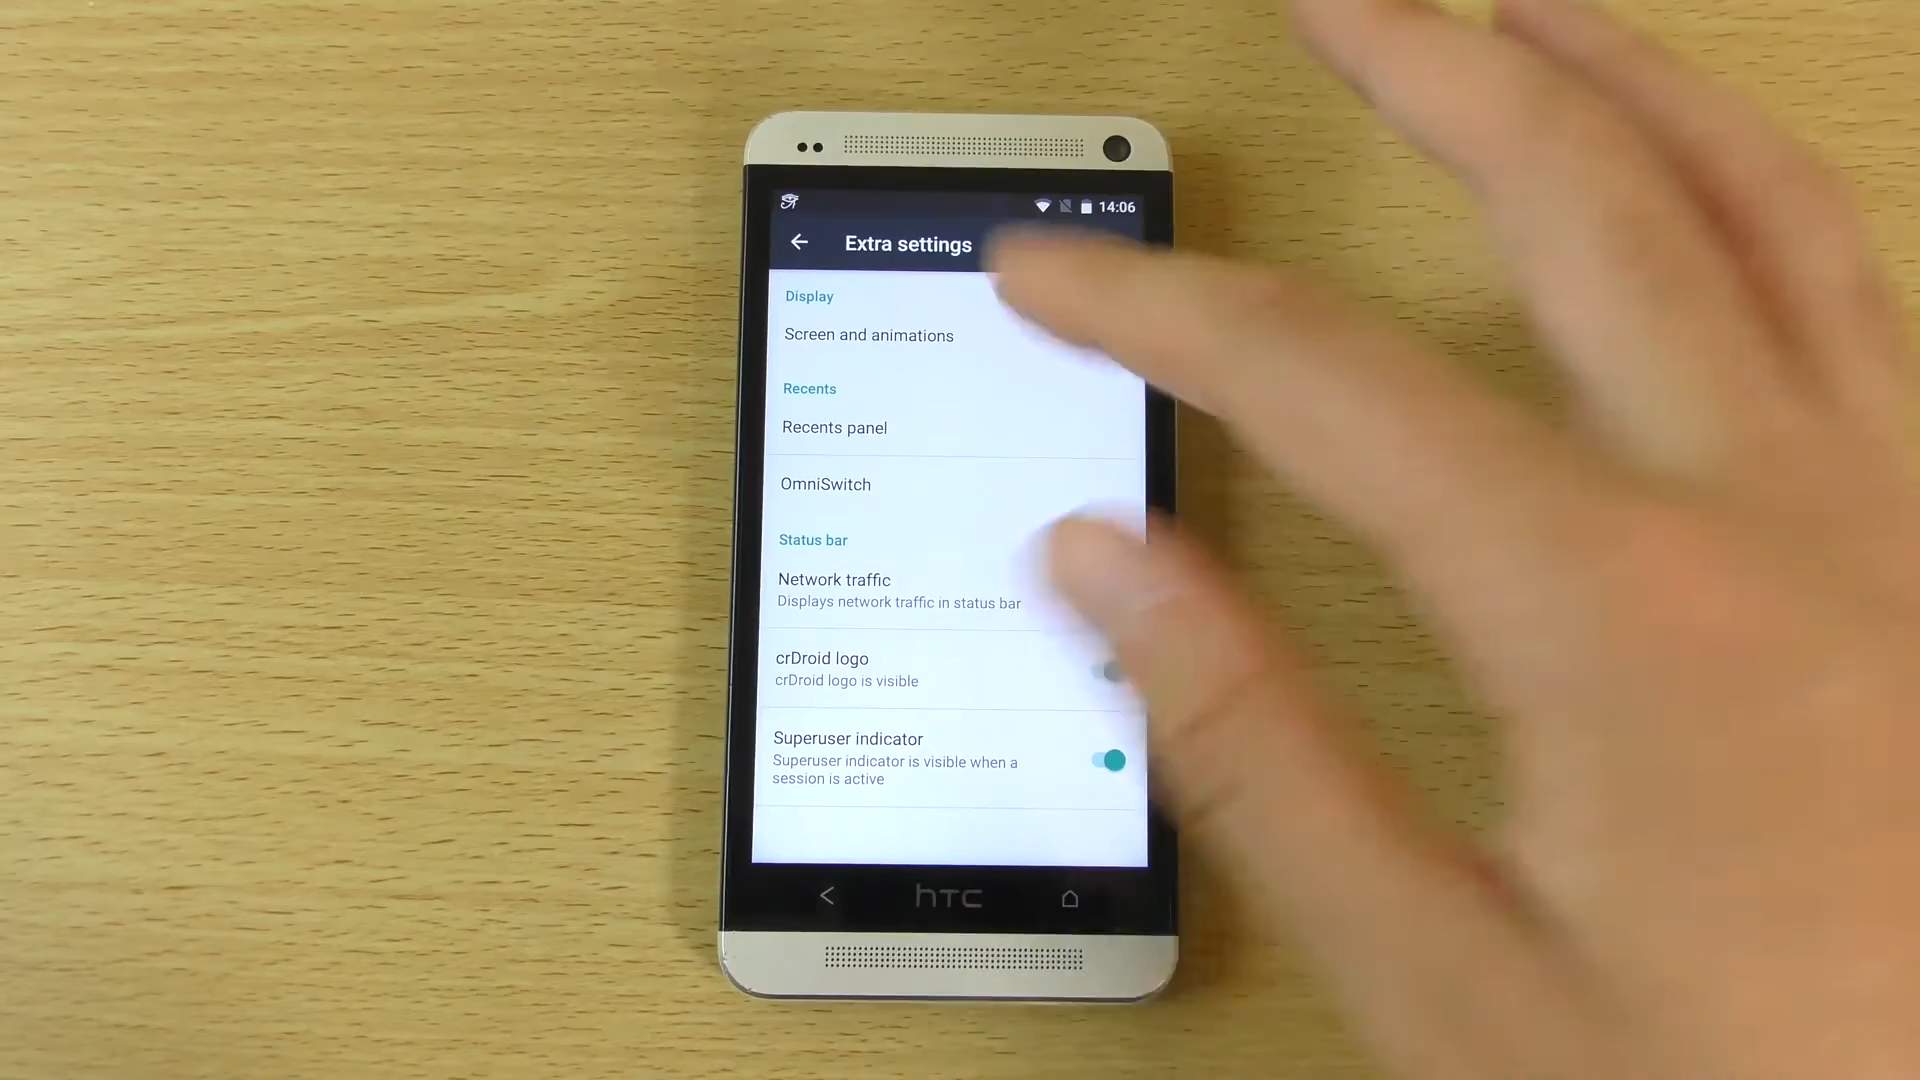 14:06
Extra settings
Display
Screen and animations
Recents
Recents panel
OmniSwitch
Status bar
Network traffic
Displays network traffic in status bar
crDroid logo
crDroid logo is visible
Superuser indicator
Superuser indicator is visible when a
session is active
hTC